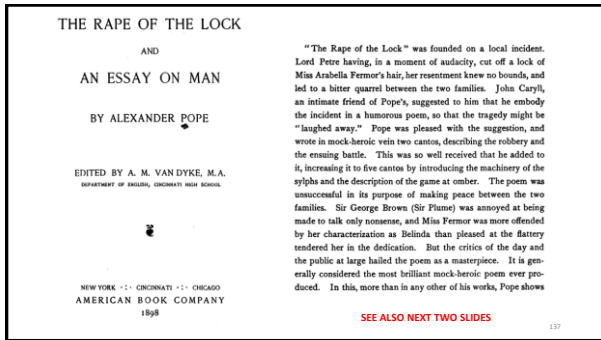 THE RAPE OF THE LOCK
AND
AN ESSAY ON MAN
BY ALEXANDER POPE
EDITED BY A. M. VAN DYKE, M.A.
DEPARTMENT OF ENGLISH, CINCINNATI HIGH SCHOOL
NEW YORK · : · CINCINNATI · : · CHICAGO
AMERICAN BOOK COMPANY
1898
"The Rape of the Lock" was founded on a local incident.
Lord Petre having, in a moment of audacity, cut off a lock of
Miss Arabella Fermor's hair, her resentment knew no bounds, and
led to a bitter quarrel between the two families. John Caryll,
an intimate friend of Pope's, suggested to him that he embody
the incident in a humorous poem, so that the tragedy might be
"laughed away." Pope was pleased with the suggestion, and
wrote in mock-heroic vein two cantos, describing the robbery and
the ensuing battle. This was so well received that he added to
it, increasing it to five cantos by introducing the machinery of the
sylphs and the description of the game at omber. The poem was
unsuccessful in its purpose of making peace between the two
families. Sir George Brown (Sir Plume) was annoyed at being
made to talk only nonsense, and Miss Fermor was more offended
by her characterization as Belinda than pleased at the flattery
tendered her in the dedication. But the critics of the day and
the public at large hailed the poem as a masterpiece. It is gen-
erally considered the most brilliant mock-heroic poem ever pro-
duced. In this, more than in any other of his works, Pope shows
SEE ALSO NEXT TWO SLIDES
137